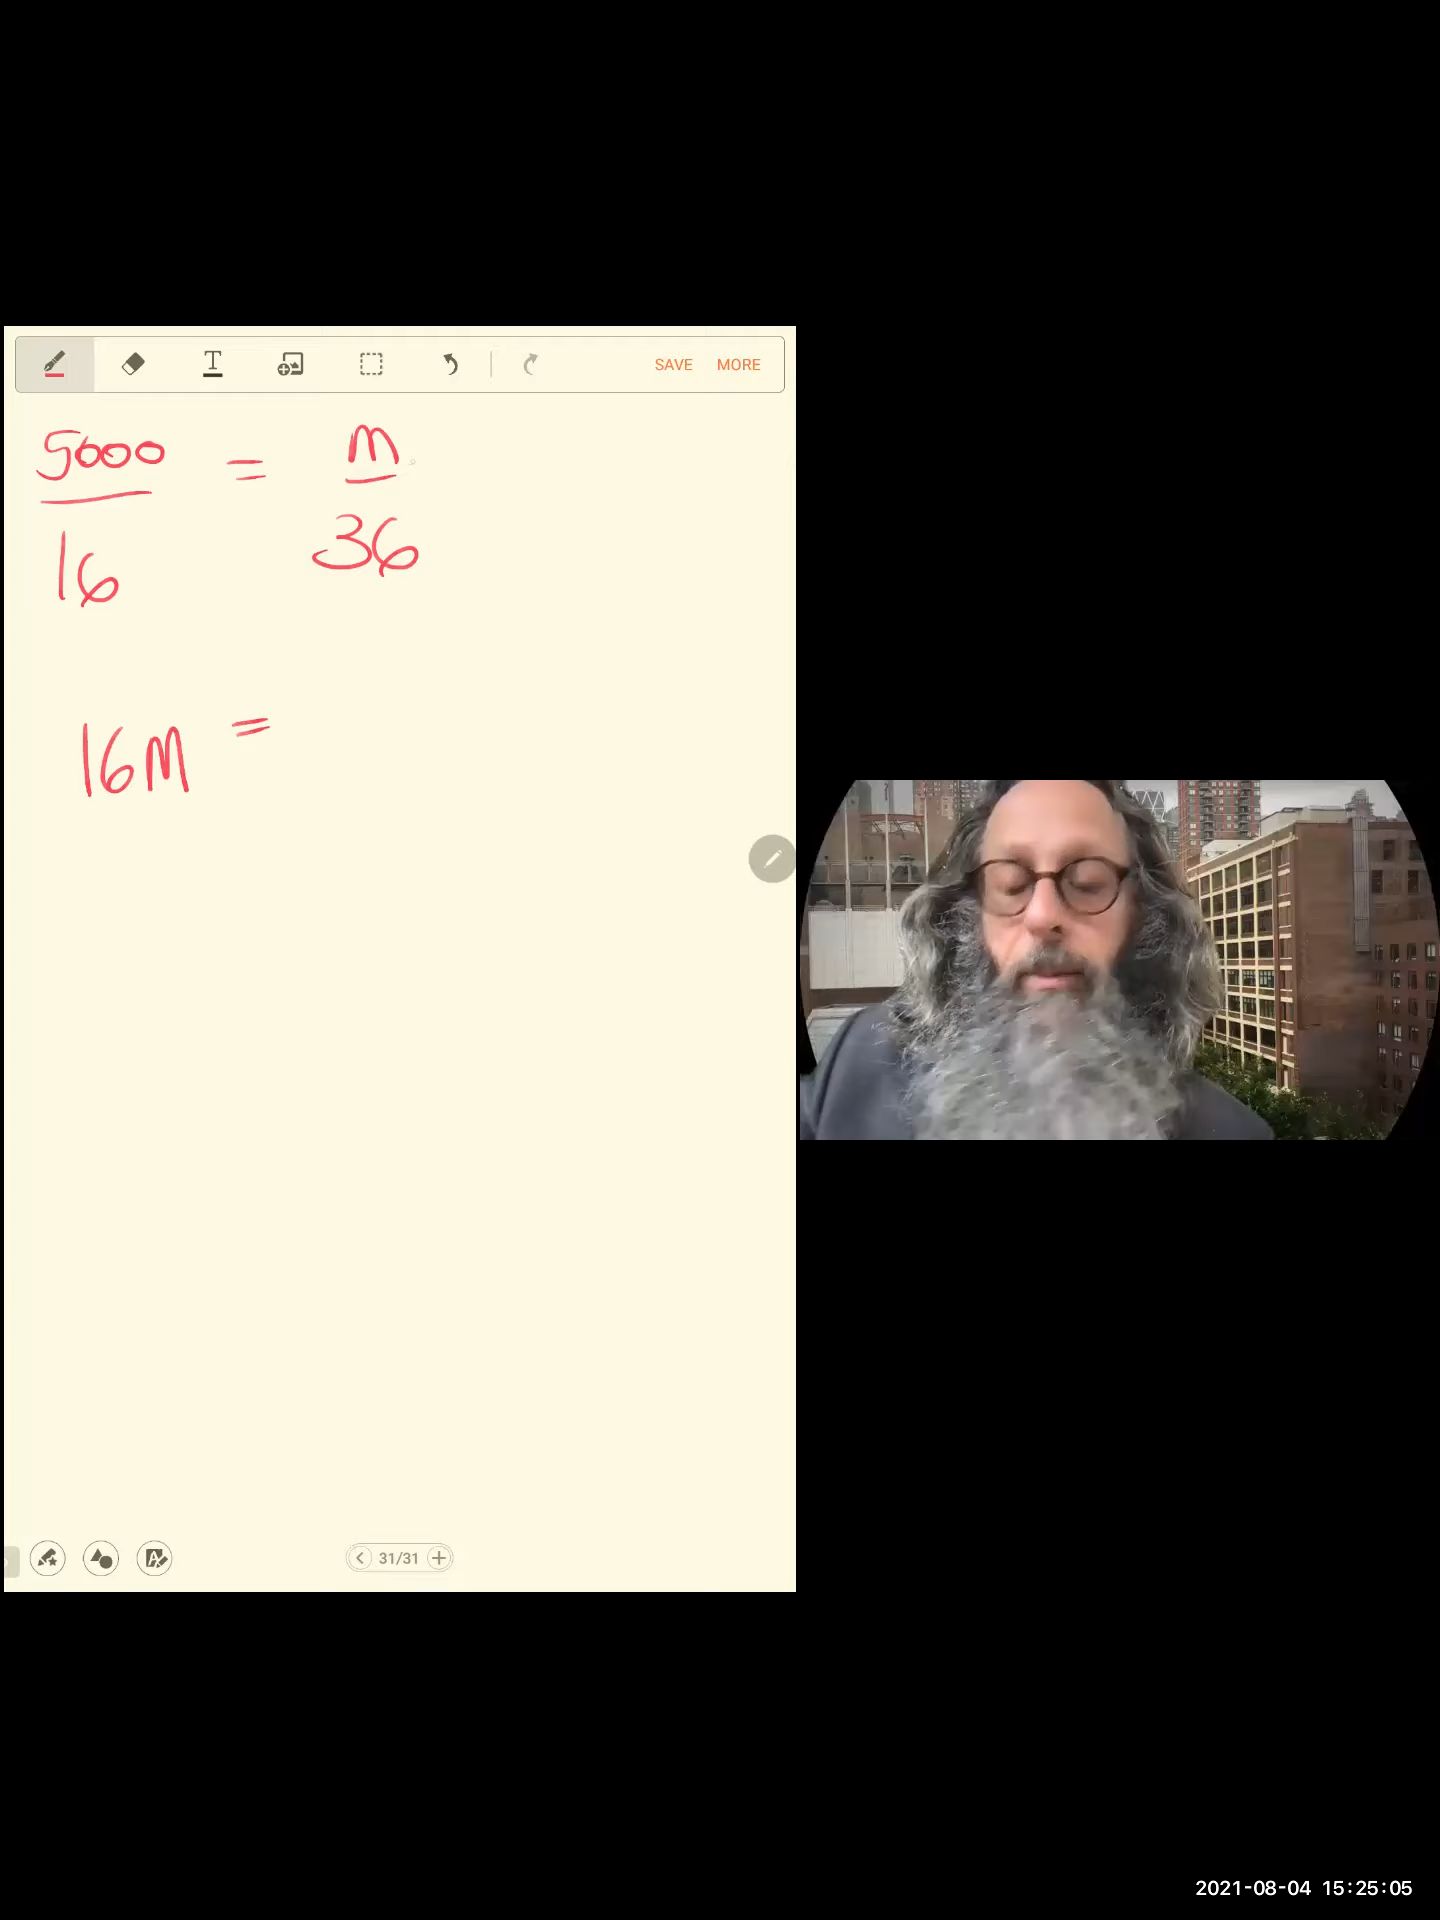 T SAVE MORE
5000 = m
16 36
16M =
A
31/31
2021-08-04 15:25:05